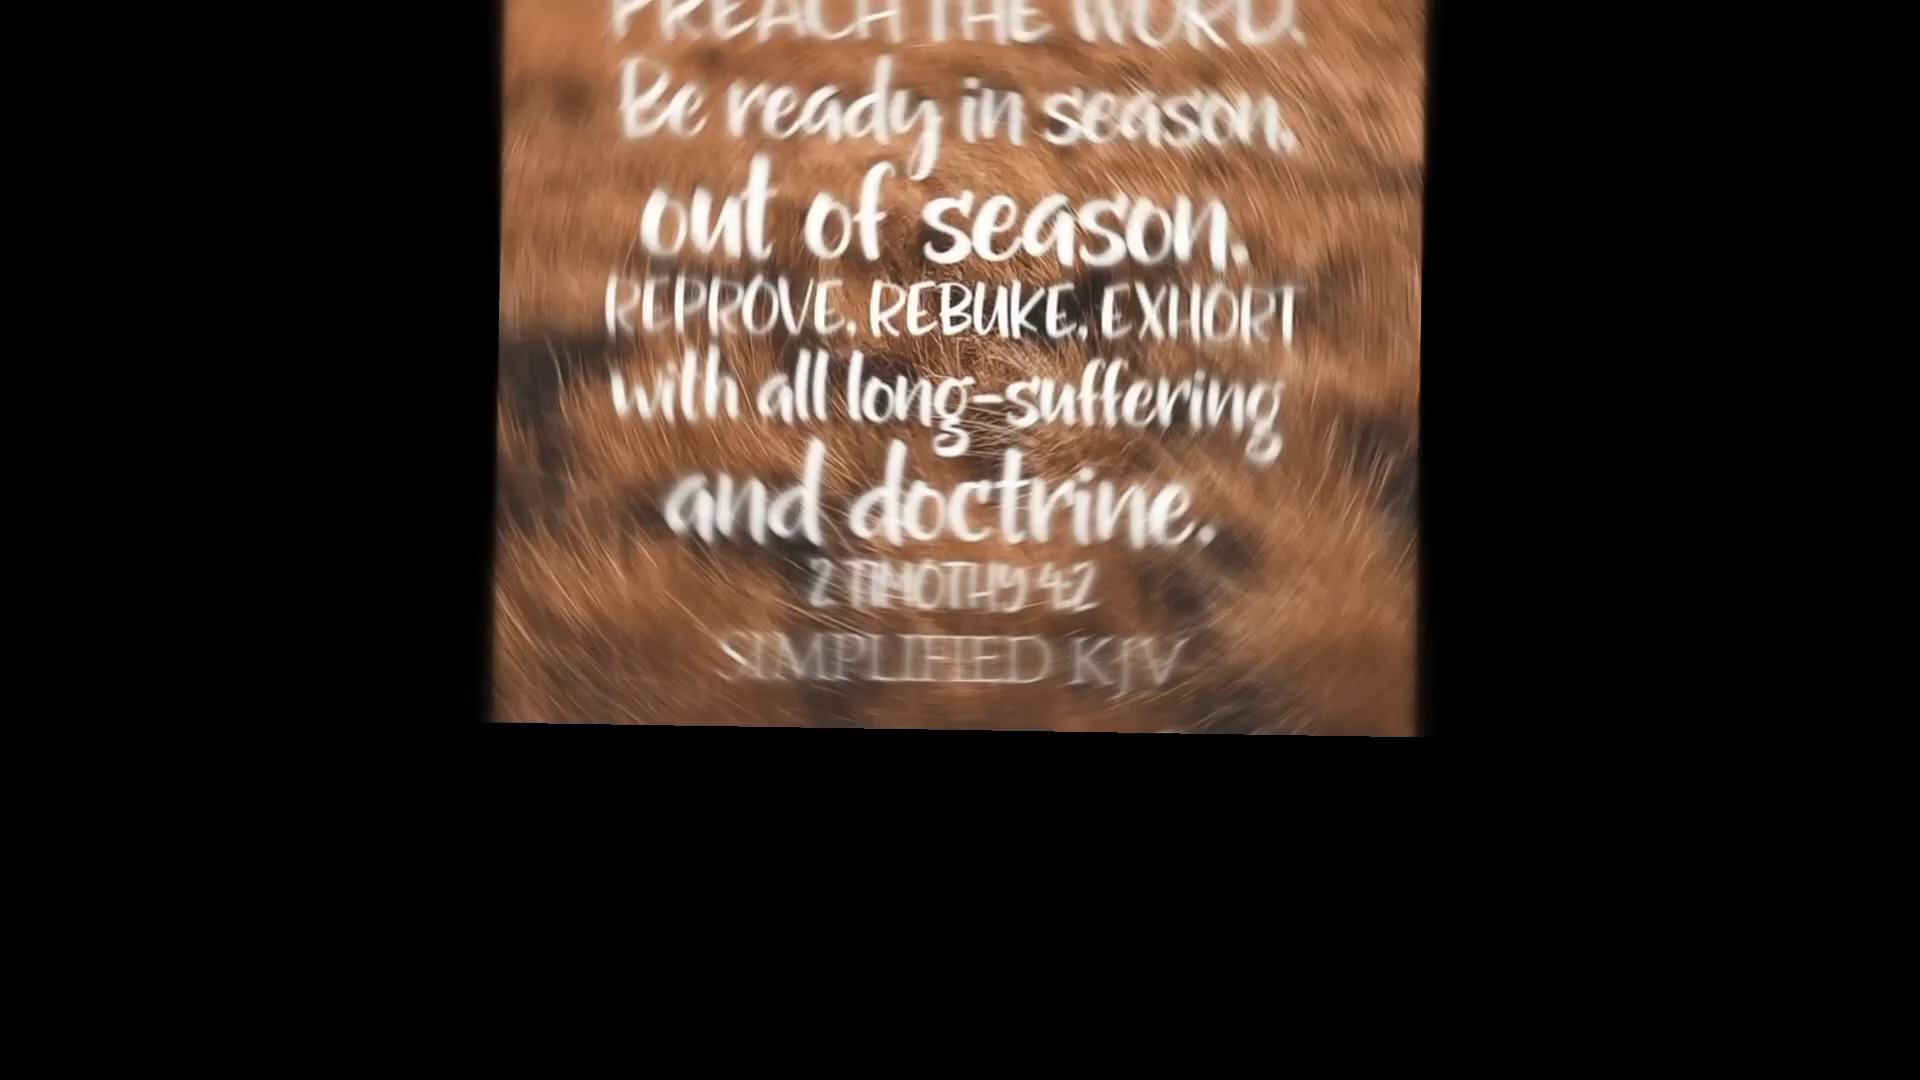 PREACH THE WORD.
Be ready in season,
out of season.
REPROVE, REBUKE, EXHORT
with all long-suffering
and doctrine.
2 TIMOTHY 4:2
SIMPLIFIED KJV